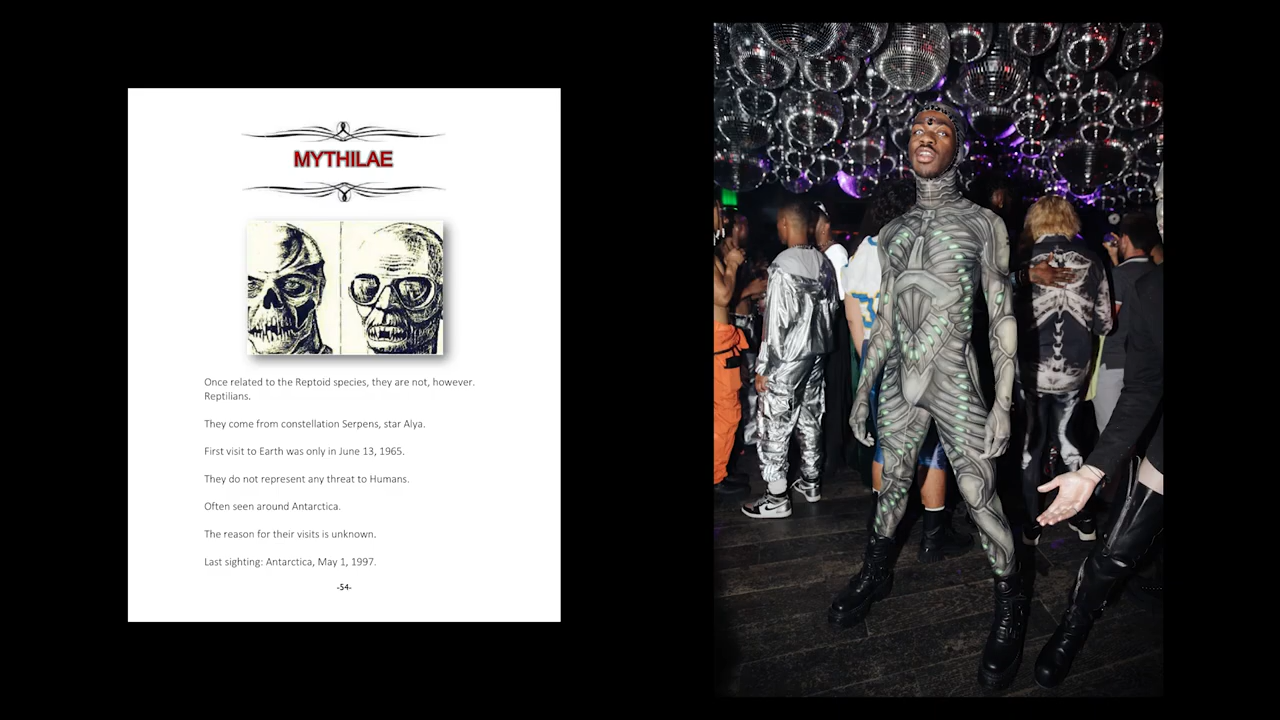 MYTHILAE
Once related to the Reptoid species, they are not, however.
Reptilians.
They come from constellation Serpens, star Alya.
First visit to Earth was only in June 13, 1965.
They do not represent any threat to Humans.
Often seen around Antarctica.
The reason for their visits is unknown.
Last sighting: Antarctica, May 1, 1997.
-54-